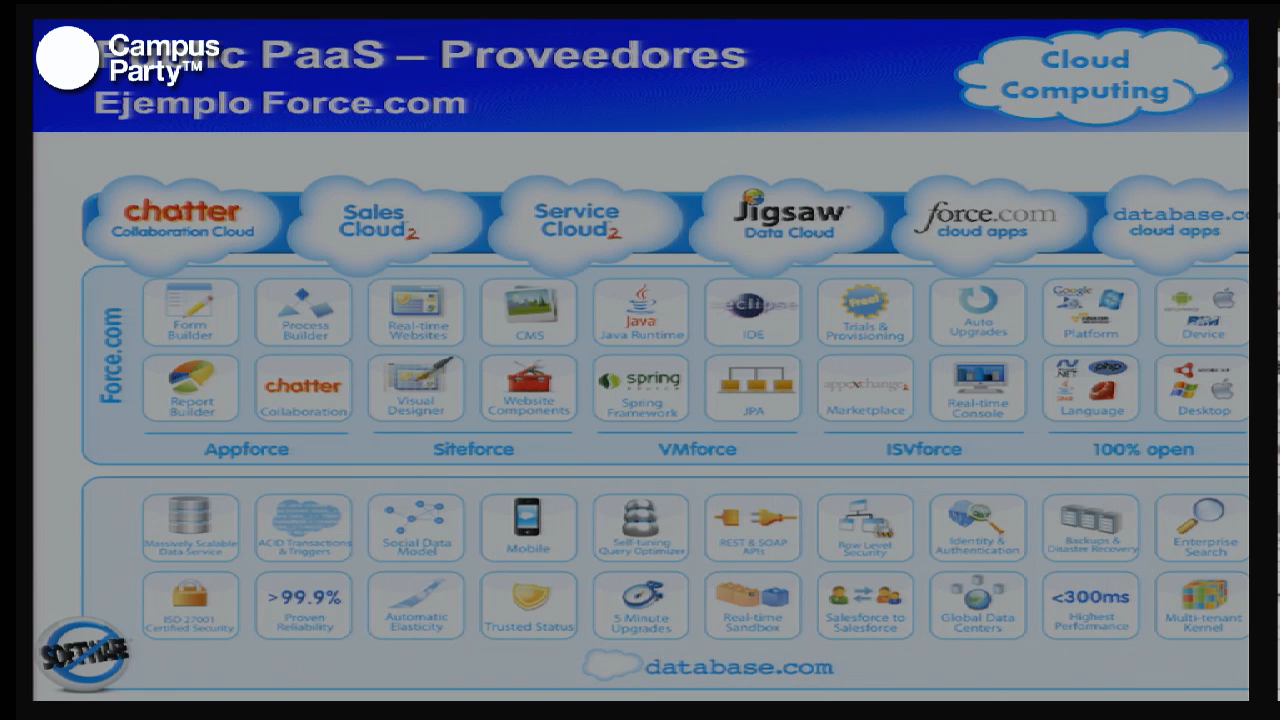 Campus
Party™
PaaS – Proveedores
Ejemplo Force.com
Cloud
Computing
chatter
Collaboration Cloud
Sales
Cloud2
Service
Cloud2
Jigsaw
Data Cloud
force.com
cloud apps
database.co
cloud apps
Force.com
Form
Builder
Process
Builder
Real-time
Websites
CMS
Java
Java Runtime
eclipse
IDE
Free!
Trials &
Provisioning
Auto
Upgrades
Google
Platform
Device
Report
Builder
chatter
Collaboration
Visual
Designer
Website
Components
spring
Spring
Framework
JPA
appexchange
Marketplace
Real-time
Console
.NET
php
Language
Desktop
Appforce
Siteforce
VMforce
ISVforce
100% open
Massively Scalable
Data Service
ACID Transactions
& Triggers
Social Data
Model
Mobile
Self-tuning
Query Optimizer
REST & SOAP
APIs
Row Level
Security
Identity &
Authentication
Backups &
Disaster Recovery
Enterprise
Search
ISO 27001
Certified Security
>99.9%
Proven
Reliability
Automatic
Elasticity
Trusted Status
5 Minute
Upgrades
Real-time
Sandbox
Salesforce to
Salesforce
Global Data
Centers
<300ms
Highest
Performance
Multi-tenant
Kernel
SOFTWARE
database.com